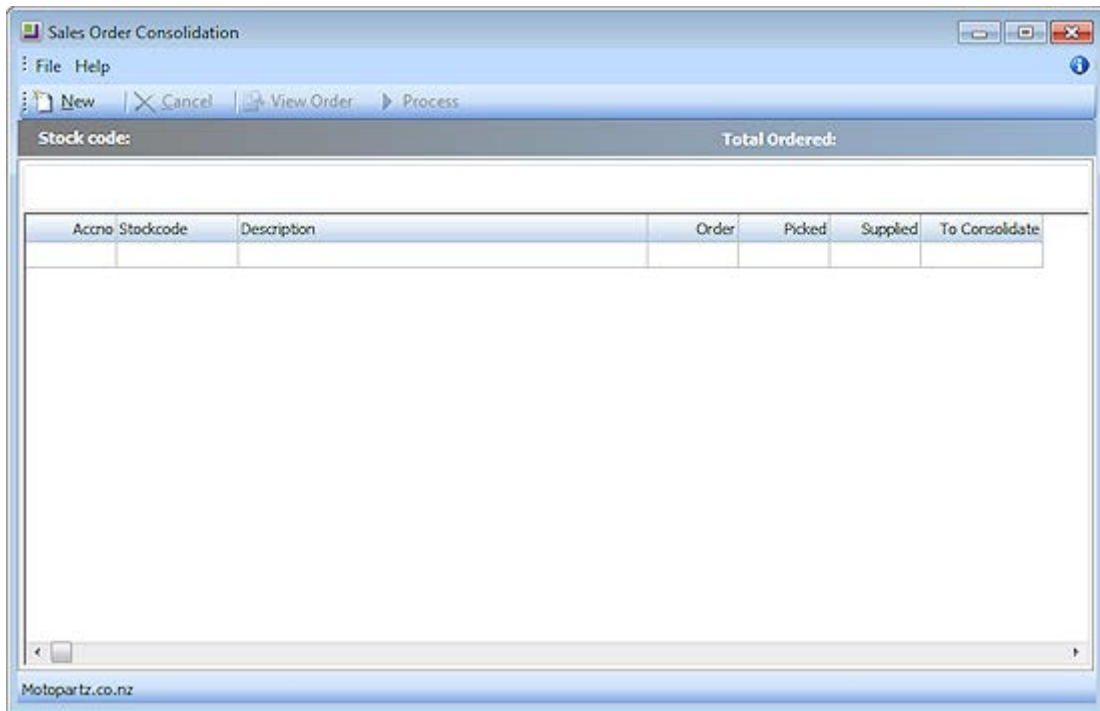 Sales Order Consolidation
File Help
New Cancel View Order Process
Stock code: Total Ordered:
Accno Stockcode Description Order Picked Supplied To Consolidate
Motopartz.co.nz